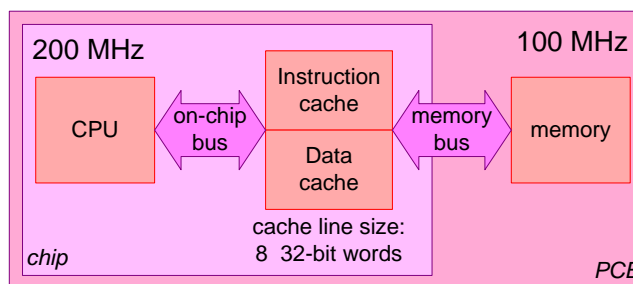 200 MHz
100 MHz
CPU
on-chip
bus
Instruction
cache
Data
cache
memory
bus
memory
cache line size:
8 32-bit words
chip
PCB